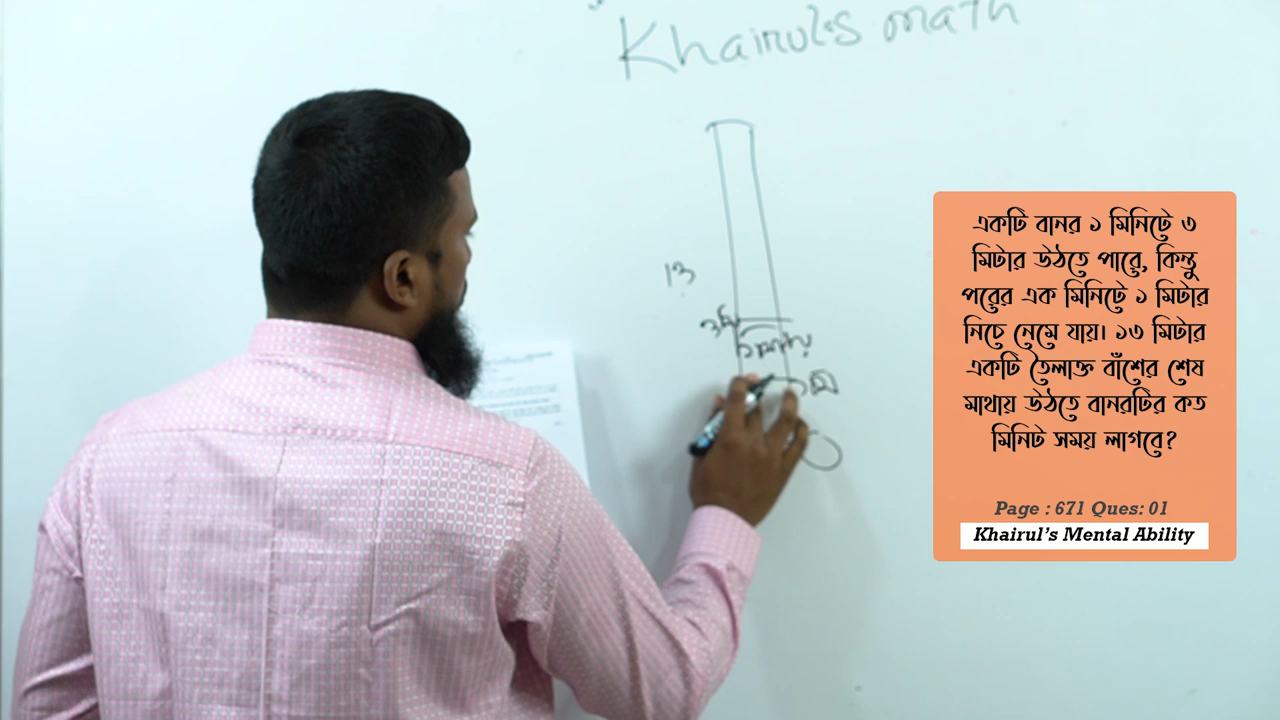 Khairul's math
13
একটি বানর ১ মিনিটে ৩
মিটার উঠতে পারে, কিন্তু
পরের এক মিনিটে ১ মিটার
নিচে নেমে যায়। ১৩ মিটার
একটি তৈলাক্ত বাঁশের শেষ
মাথায় উঠতে বানরটির কত
মিনিট সময় লাগবে?
Page : 671 Ques: 01
Khairul's Mental Ability